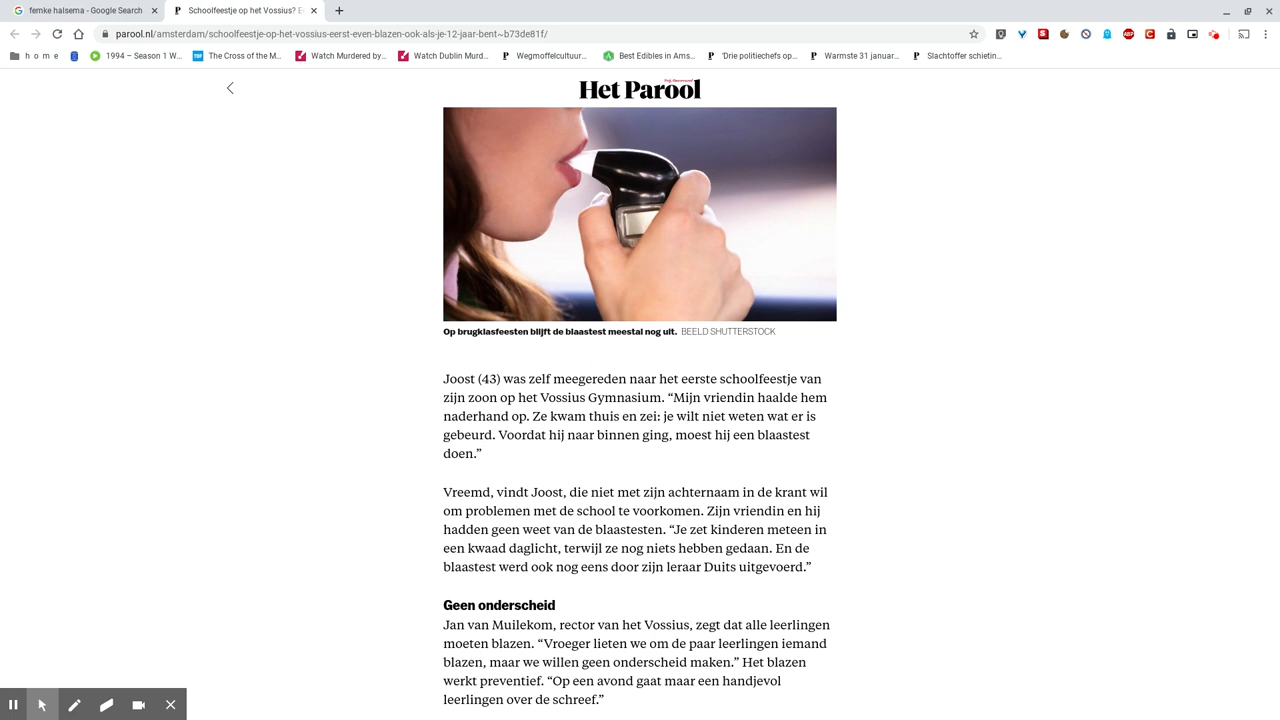 femke halsema - Google Search
Schoolfeestje op het Vossius? E
parool.nl/amsterdam/schoolfeestje-op-het-vossius-eerst-even-blazen-ook-als-je-12-jaar-bent~b73de81f/
h o m e
1994 – Season 1 W...
The Cross of the M...
Watch Murdered by...
Watch Dublin Murd...
Wegmoffelcultuur...
Best Edibles in Ams...
'Drie politiechefs op...
Warmste 31 januar...
Slachtoffer schietin...
Het Parool
Op brugklasfeesten blijft de blaastest meestal nog uit. BEELD SHUTTERSTOCK
Joost (43) was zelf meegereden naar het eerste schoolfeestje van
zijn zoon op het Vossius Gymnasium. “Mijn vriendin haalde hem
naderhand op. Ze kwam thuis en zei: je wilt niet weten wat er is
gebeurd. Voordat hij naar binnen ging, moest hij een blaastest
doen.”
Vreemd, vindt Joost, die niet met zijn achternaam in de krant wil
om problemen met de school te voorkomen. Zijn vriendin en hij
hadden geen weet van de blaastesten. “Je zet kinderen meteen in
een kwaad daglicht, terwijl ze nog niets hebben gedaan. En de
blaastest werd ook nog eens door zijn leraar Duits uitgevoerd.”
Geen onderscheid
Jan van Muilekom, rector van het Vossius, zegt dat alle leerlingen
moeten blazen. “Vroeger lieten we om de paar leerlingen iemand
blazen, maar we willen geen onderscheid maken.” Het blazen
werkt preventief. “Op een avond gaat maar een handjevol
leerlingen over de schreef.”